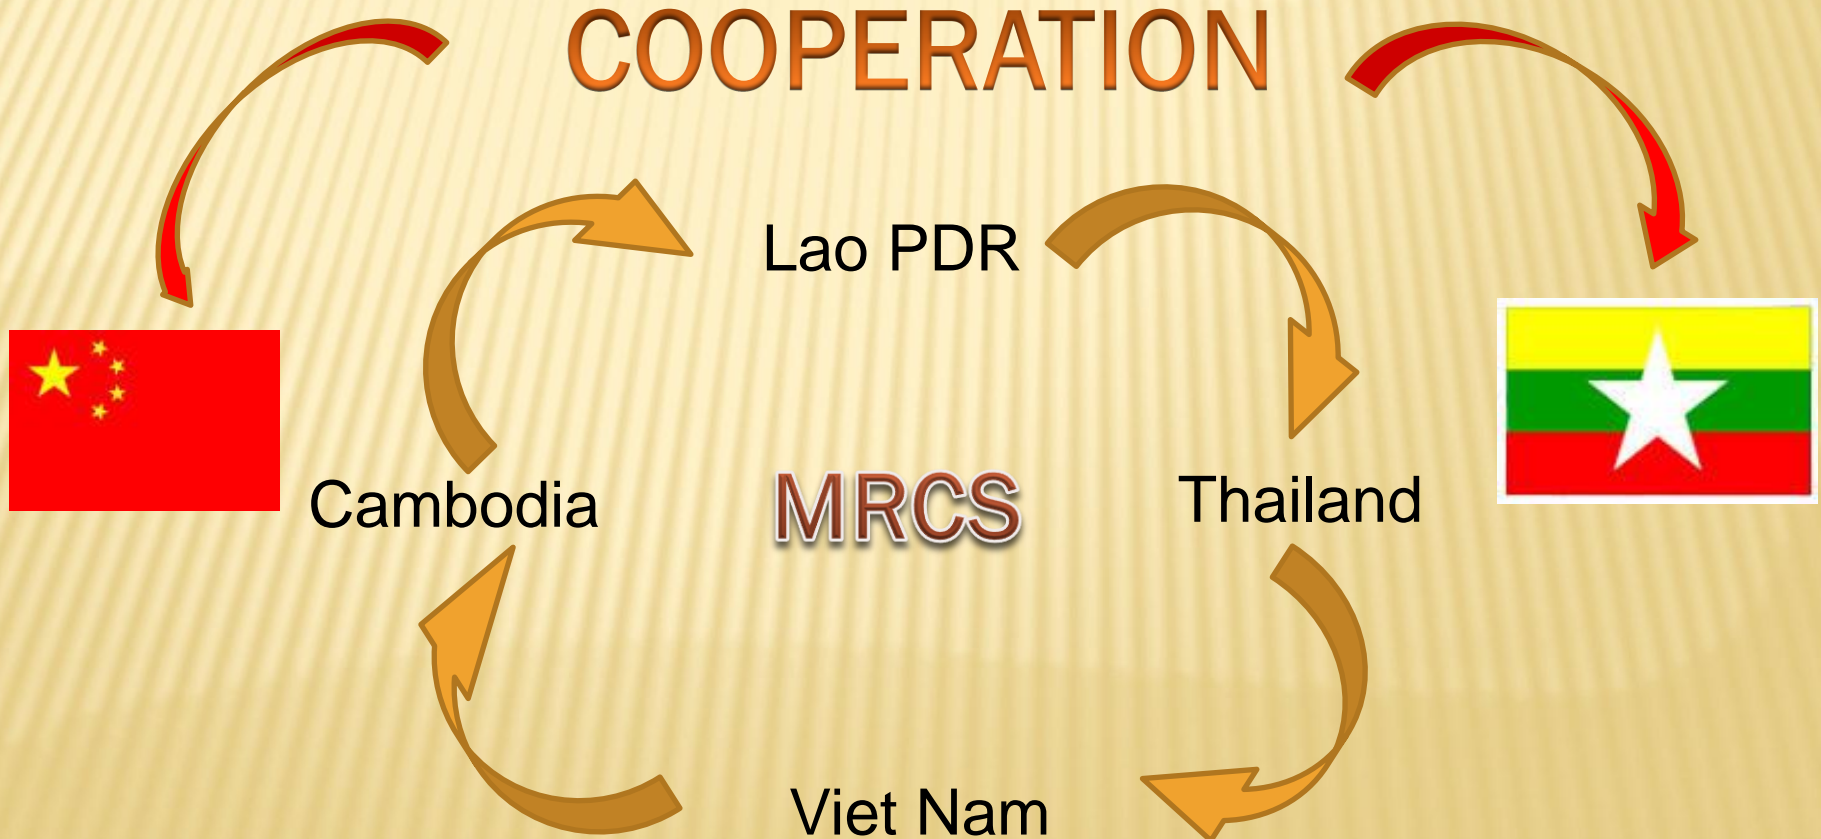 COOPERATION
Lao PDR
Cambodia
MRCS
Thailand
Viet Nam